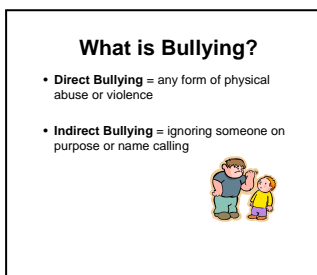 What is Bullying?
• Direct Bullying = any form of physical
abuse or violence
• Indirect Bullying = ignoring someone on
purpose or name calling